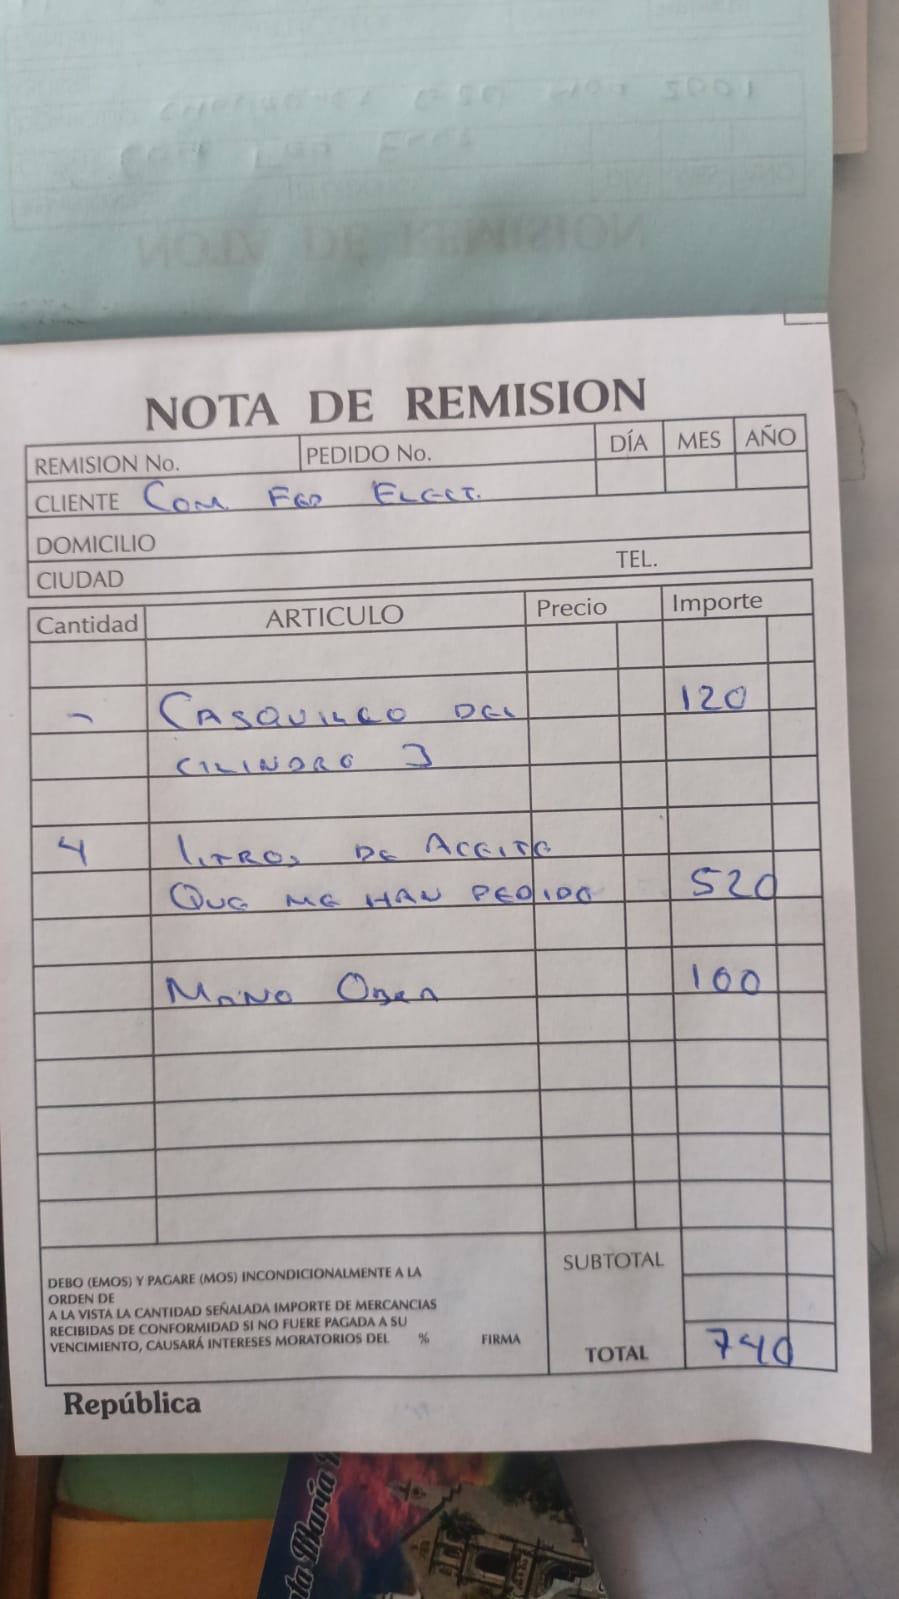 NOTA DE REMISION
REMISION No. PEDIDO No. DÍA MES AÑO
CLIENTE COM. FED ELECT.
DOMICILIO
CIUDAD TEL.
Cantidad ARTICULO Precio Importe
- CASQUILLO DEL 120
CILINDRO 3
4 LITROS DE ACEITE
QUE ME HAN PEDIDO 520
MANO OBRA 100
SUBTOTAL
DEBO (EMOS) Y PAGARE (MOS) INCONDICIONALMENTE A LA
ORDEN DE
A LA VISTA LA CANTIDAD SEÑALADA IMPORTE DE MERCANCIAS
RECIBIDAS DE CONFORMIDAD SI NO FUERE PAGADA A SU
VENCIMIENTO, CAUSARÁ INTERESES MORATORIOS DEL % FIRMA
TOTAL 740
República
María